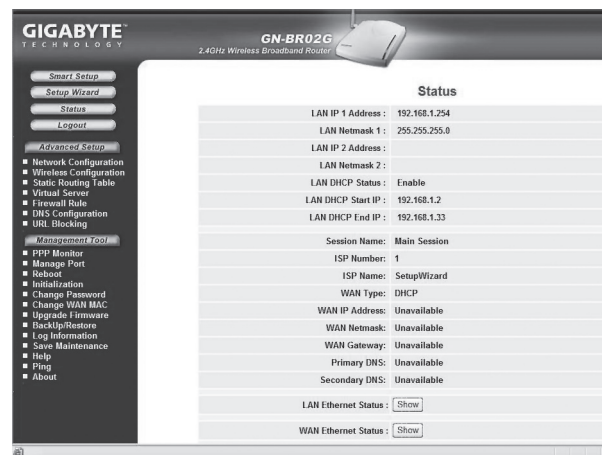 GIGABYTE™
TECHNOLOGY
GN-BR02G
2.4GHz Wireless Broadband Router
Smart Setup
Setup Wizard
Status
Logout
Advanced Setup
Network Configuration
Wireless Configuration
Static Routing Table
Virtual Server
Firewall Rule
DNS Configuration
URL Blocking
Management Tool
PPP Monitor
Manage Port
Reboot
Initialization
Change Password
Change WAN MAC
Upgrade Firmware
BackUp/Restore
Log Information
Save Maintenance
Help
Ping
About
Status
LAN IP 1 Address : 192.168.1.254
LAN Netmask 1 : 255.255.255.0
LAN IP 2 Address :
LAN Netmask 2 :
LAN DHCP Status : Enable
LAN DHCP Start IP : 192.168.1.2
LAN DHCP End IP : 192.168.1.33
Session Name: Main Session
ISP Number: 1
ISP Name: SetupWizard
WAN Type: DHCP
WAN IP Address: Unavailable
WAN Netmask: Unavailable
WAN Gateway: Unavailable
Primary DNS: Unavailable
Secondary DNS: Unavailable
LAN Ethernet Status : Show
WAN Ethernet Status : Show